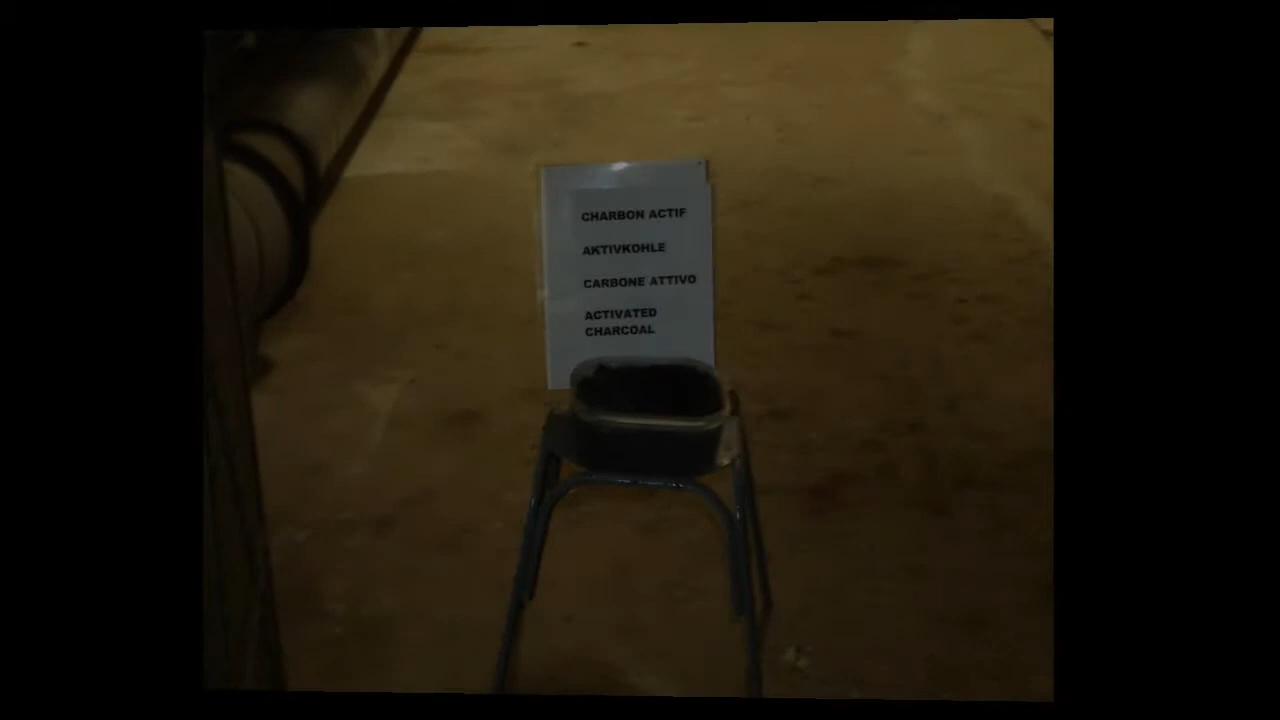 CHARBON ACTIF
AKTIVKOHLE
CARBONE ATTIVO
ACTIVATED
CHARCOAL